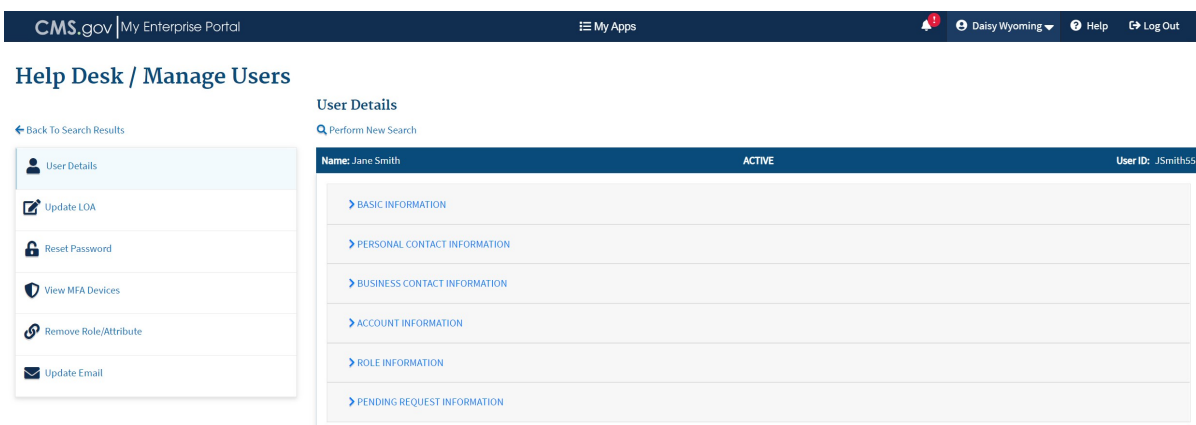 CMS.gov My Enterprise Portal My Apps ! Daisy Wyoming Help Log Out
Help Desk / Manage Users
User Details
Back To Search Results
Perform New Search
User Details
Update LOA
Reset Password
View MFA Devices
Remove Role/Attribute
Update Email
Name: Jane Smith ACTIVE User ID: JSmith55
BASIC INFORMATION
PERSONAL CONTACT INFORMATION
BUSINESS CONTACT INFORMATION
ACCOUNT INFORMATION
ROLE INFORMATION
PENDING REQUEST INFORMATION